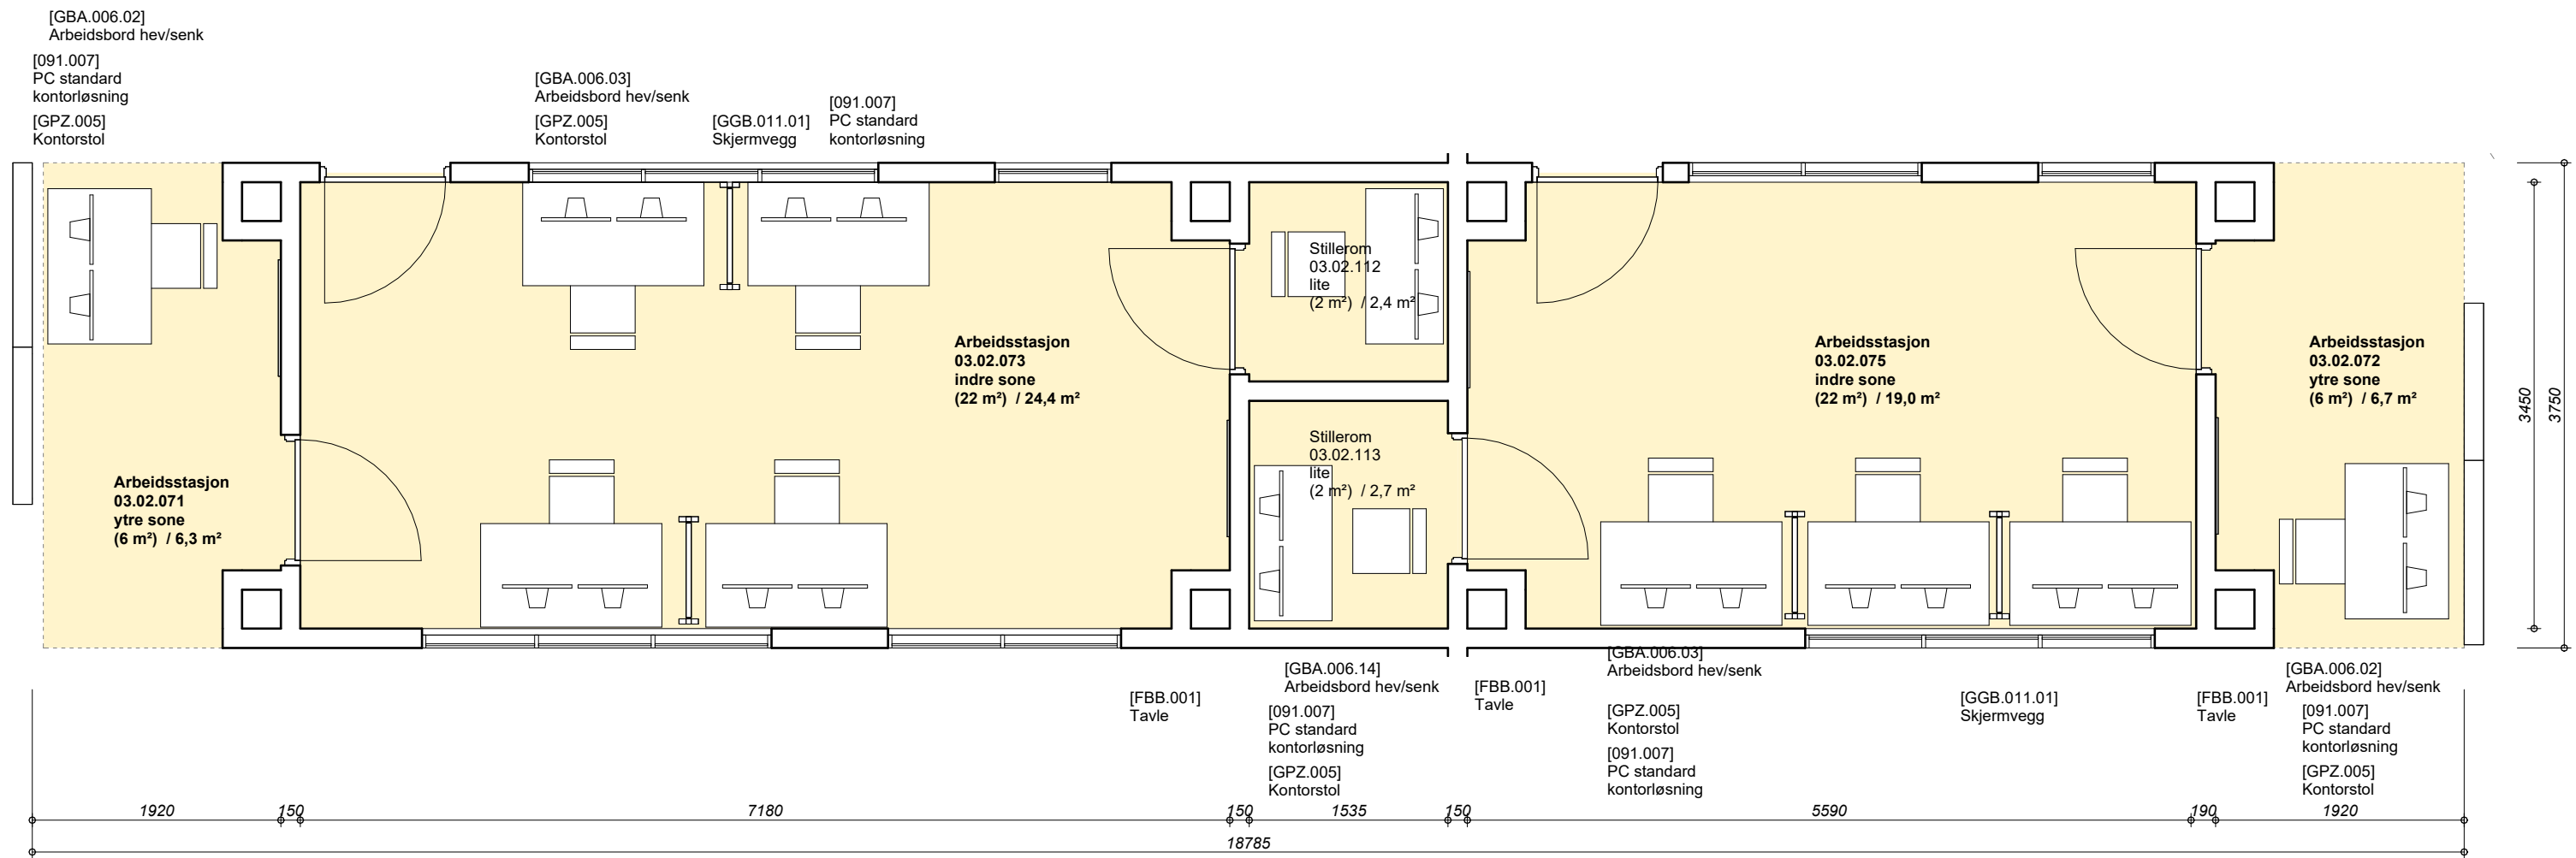 [GBA.006.02]
Arbeidsbord hev/senk
[091.007]
PC standard
kontorløsning
[GPZ.005]
Kontorstol
[GBA.006.03]
Arbeidsbord hev/senk
[GPZ.005]
Kontorstol
[GGB.011.01]
Skjermvegg
[091.007]
PC standard
kontorløsning
Arbeidsstasjon
03.02.071
ytre sone
(6 m²) / 6,3 m²
Arbeidsstasjon
03.02.073
indre sone
(22 m²) / 24,4 m²
Stillerom
03.02.112
lite
(2 m²) / 2,4 m²
Stillerom
03.02.113
lite
(2 m²) / 2,7 m²
Arbeidsstasjon
03.02.075
indre sone
(22 m²) / 19,0 m²
Arbeidsstasjon
03.02.072
ytre sone
(6 m²) / 6,7 m²
3450
3750
[FBB.001]
Tavle
[GBA.006.14]
Arbeidsbord hev/senk
[091.007]
PC standard
kontorløsning
[GPZ.005]
Kontorstol
[FBB.001]
Tavle
[GBA.006.03]
Arbeidsbord hev/senk
[GPZ.005]
Kontorstol
[091.007]
PC standard
kontorløsning
[GGB.011.01]
Skjermvegg
[FBB.001]
Tavle
[GBA.006.02]
Arbeidsbord hev/senk
[091.007]
PC standard
kontorløsning
[GPZ.005]
Kontorstol
1920 150 7180 150 1535 150 5590 190 1920
18785